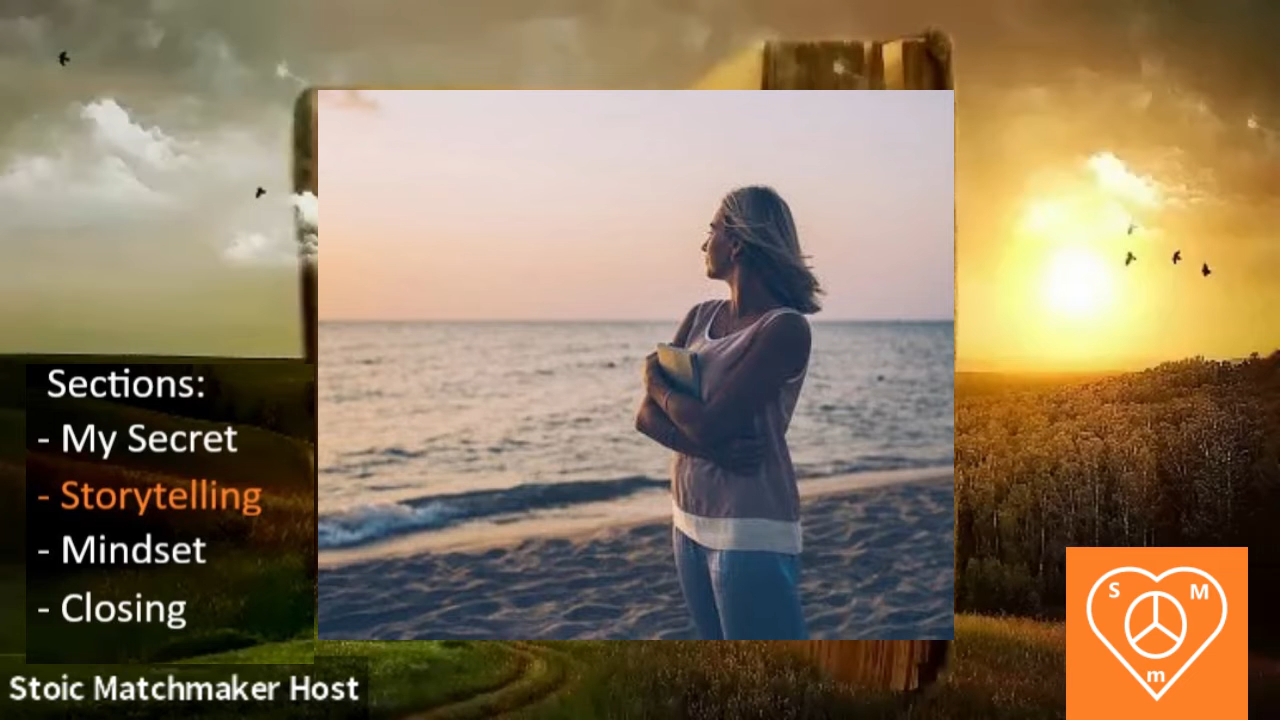 Sections:
- My Secret
- Storytelling
- Mindset
- Closing
Stoic Matchmaker Host
S M
m